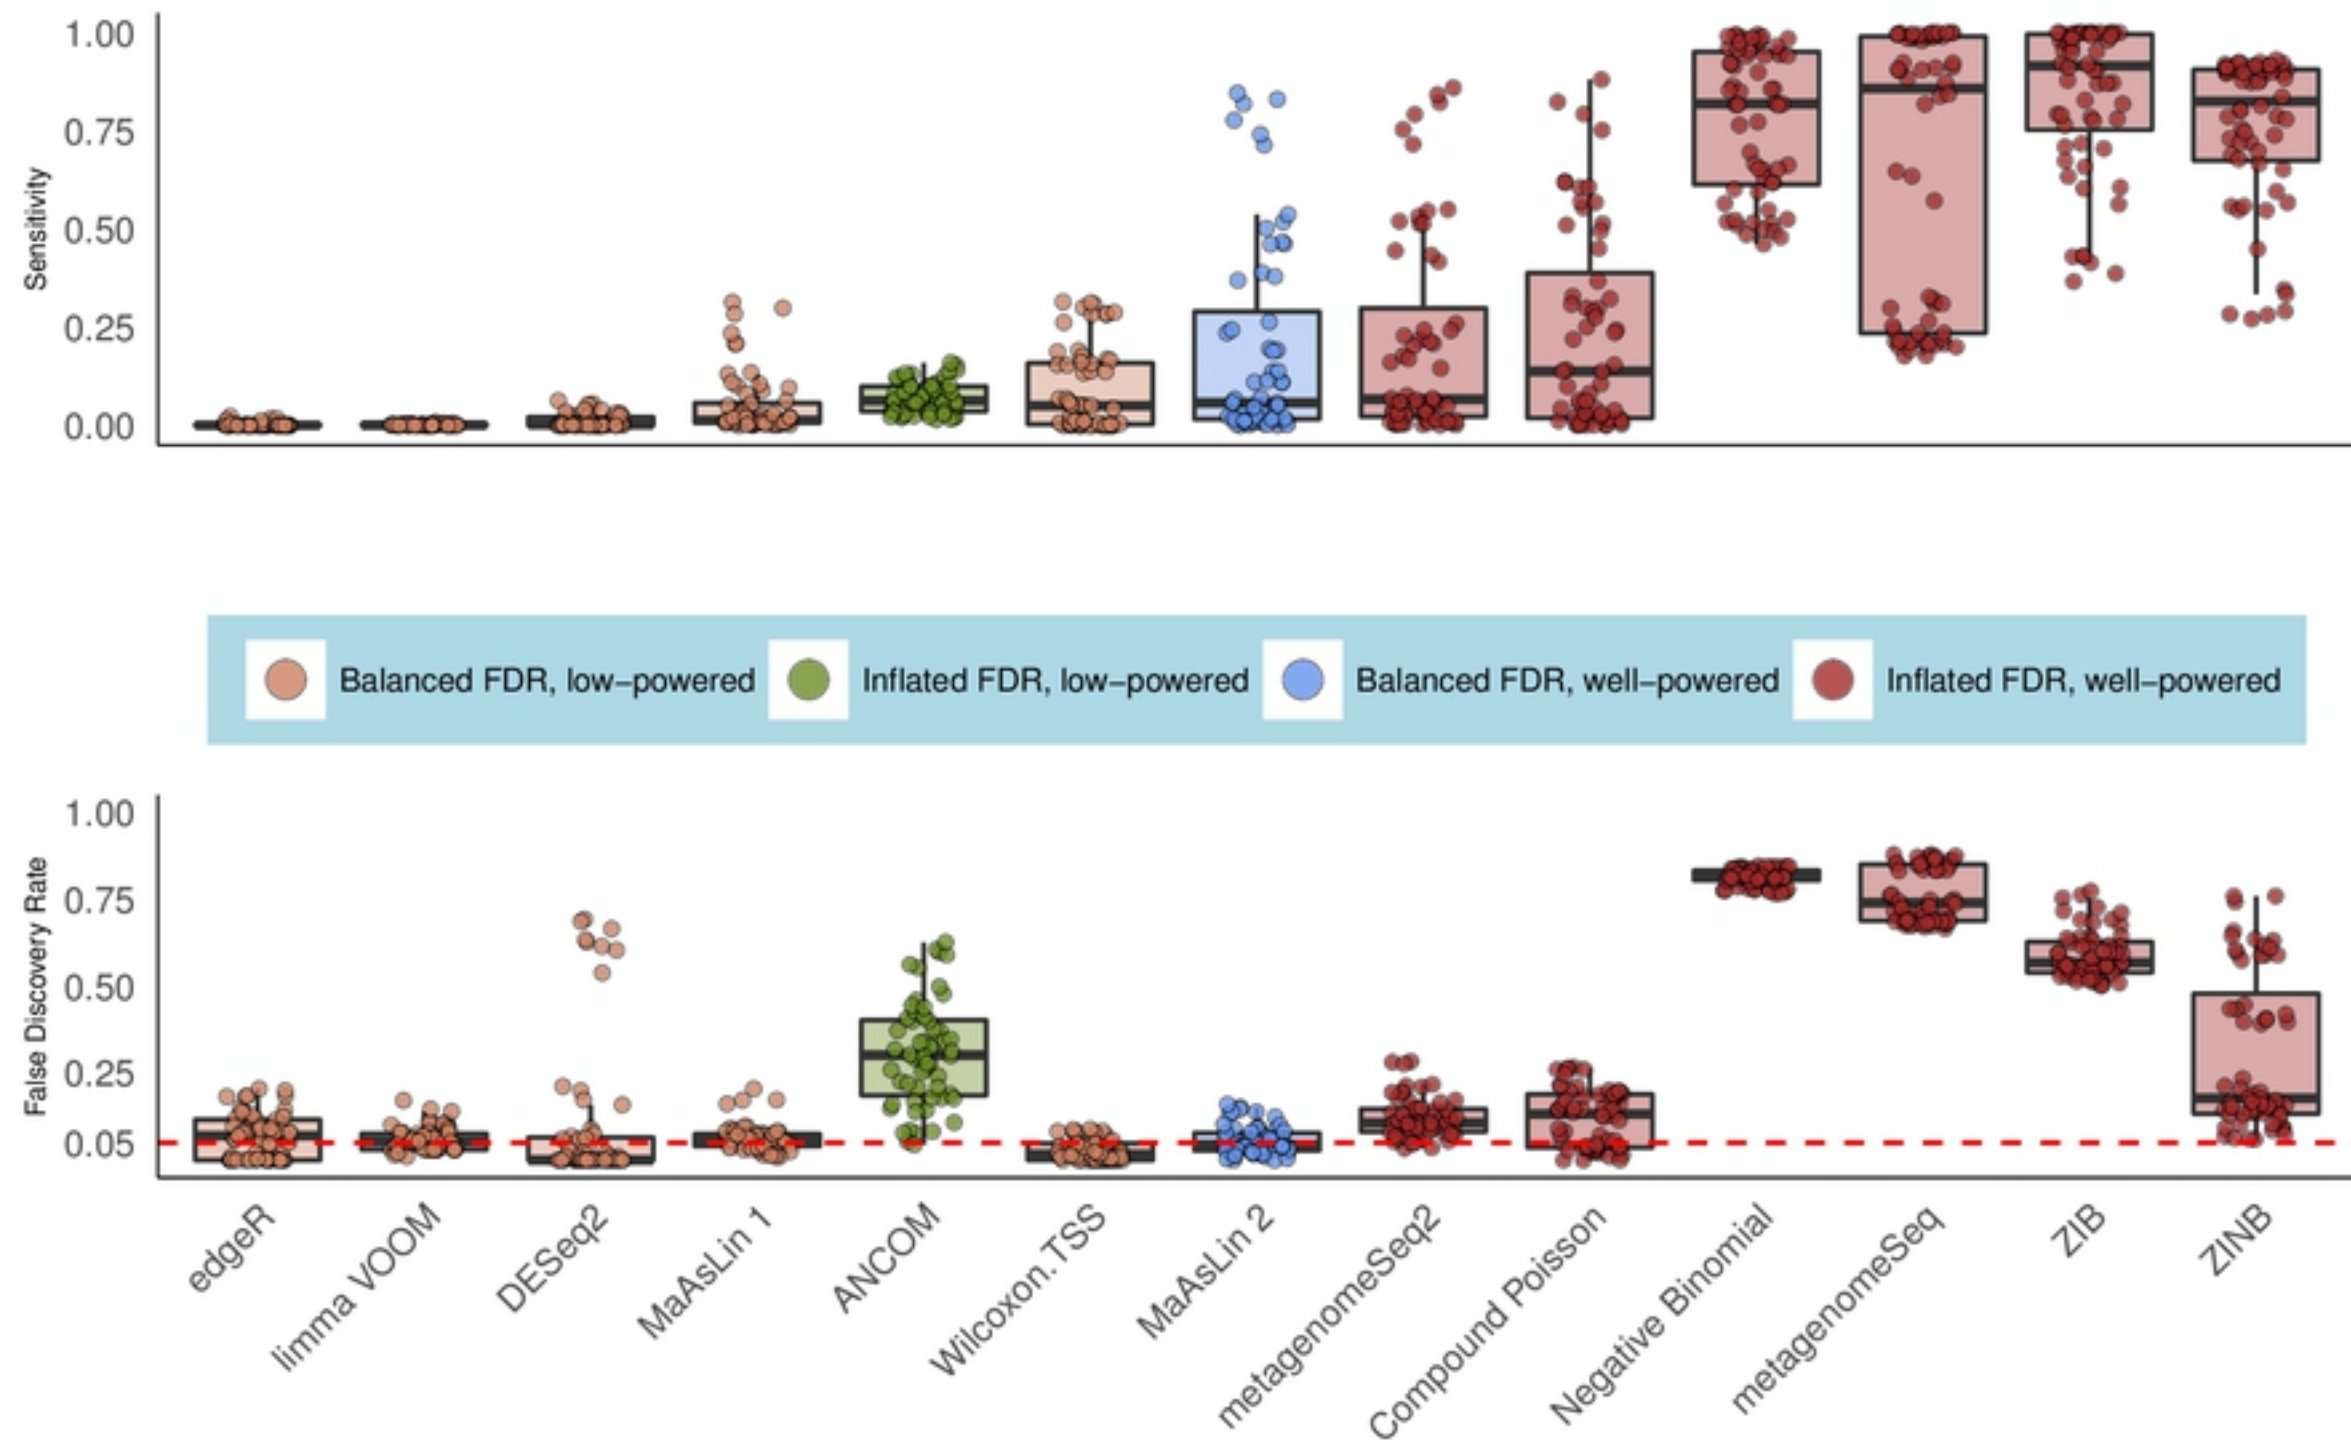 1.00
0.75
0.50
0.25
0.00
Sensitivity
Balanced FDR, low-powered Inflated FDR, low-powered Balanced FDR, well-powered Inflated FDR, well-powered
1.00
0.75
0.50
0.25
0.05
False Discovery Rate
edgeR
limma VOOM
DESeq2
MaAsLin 1
ANCOM
Wilcoxon.TSS
MaAsLin 2
metagenomeSeq2
Compound Poisson
Negative Binomial
metagenomeSeq
ZIB
ZINB